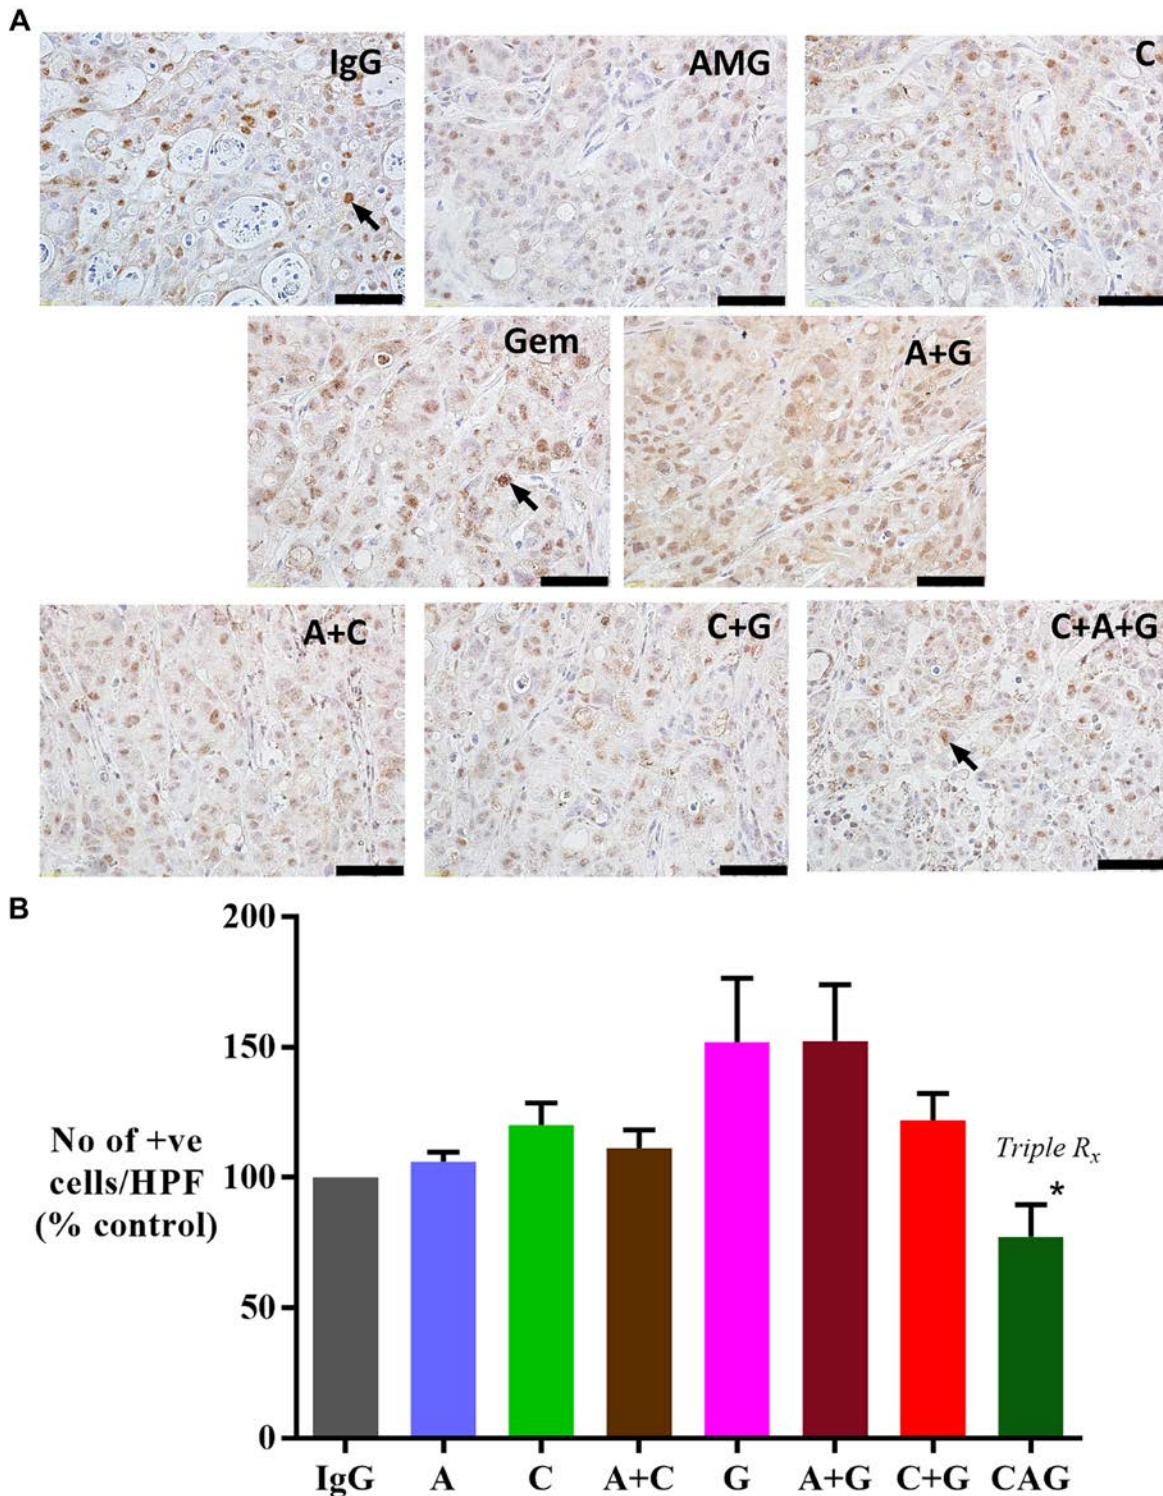 A
IgG
AMG
C
Gem
A+G
A+C
C+G
C+A+G
B
200
150
100
50
0
No of +ve
cells/HPF
(% control)
Triple Rx
*
IgG A C A+C G A+G C+G CAG